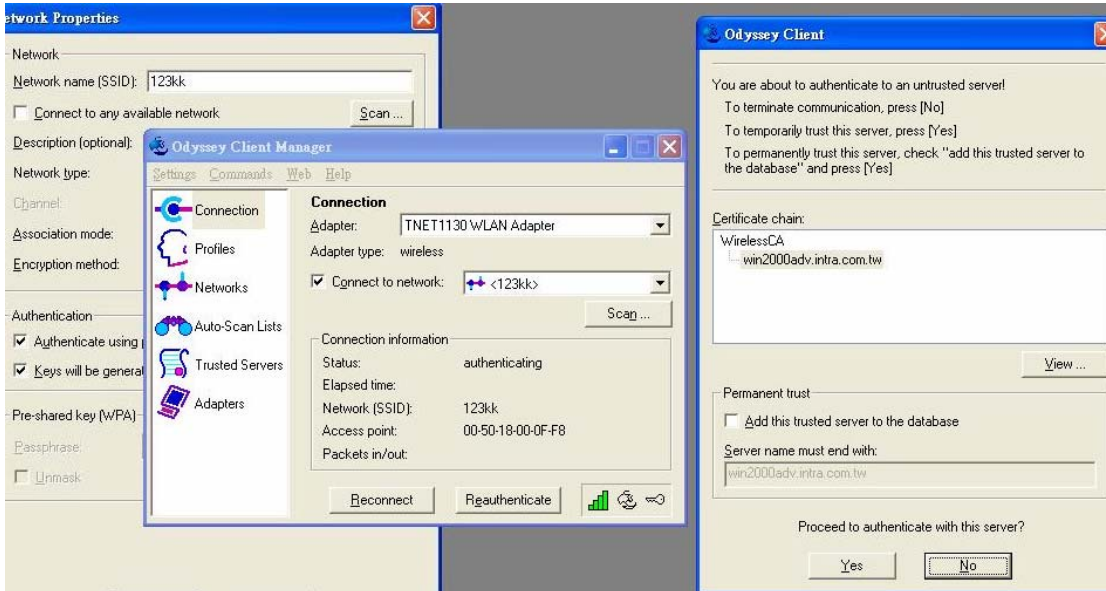 etwork Properties
Network
Network name (SSID): 123kk
Connect to any available network
Scan ...
Description (optional):
Network type:
Channel:
Association mode:
Encryption method:
Authentication
Authenticate using
Keys will be
Pre-shared key (WPA)
Passphrase:
Unmask
Odyssey Client Manager
Settings Commands Web Help
Connection
Profiles
Networks
Auto-Scan Lists
Trusted Servers
Adapters
Connection
Adapter: TNET1130 WLAN Adapter
Adapter type: wireless
Connect to network: <123kk>
Scan ...
Connection information
Status: authenticating
Elapsed time:
Network (SSID): 123kk
Access point: 00-50-18-00-0F-F8
Packets in/out:
Reconnect Reauthenticate
Odyssey Client
You are about to authenticate to an untrusted server!
To terminate communication, press [No]
To temporarily trust this server, press [Yes]
To permanently trust this server, check "add this trusted server to
the database" and press [Yes]
Certificate chain:
WirelessCA
win2000adv.intra.com.tw
View ...
Permanent trust
Add this trusted server to the database
Server name must end with:
win2000adv.intra.com.tw
Proceed to authenticate with this server?
Yes No